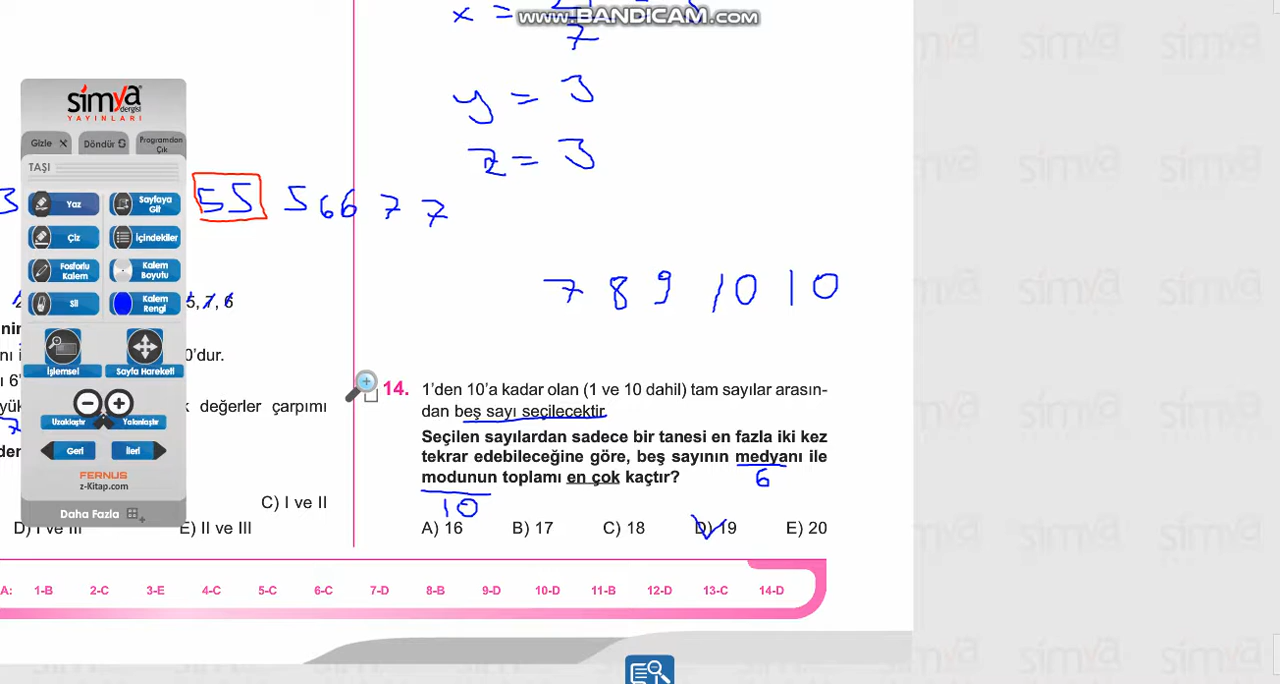 www.BANDICAM.com
x =
7
y = 3
z = 3
simya
dergisi
YAYINLARI
Gizle X
Döndür
Programdan Çık
TAŞI
Yaz
Sayfaya Git
Çiz
İçindekiler
Fosforlu Kalem
Kalem Boyutu
Sil
Kalem Rengi
İşlemsel
Sayfa Hareketi
Uzaklaştır
Yakınlaştır
Geri
İleri
FERNUS
z-Kitap.com
Daha Fazla
3
55 5 66 7 7
5, 7, 6
0'dur.
k değerler çarpımı
C) I ve II
D) I ve III E) II ve III
7 8 9 10 10
14. 1'den 10'a kadar olan (1 ve 10 dahil) tam sayılar arasın-
dan beş sayı seçilecektir.
Seçilen sayılardan sadece bir tanesi en fazla iki kez
tekrar edebileceğine göre, beş sayının medyanı ile
modunun toplamı en çok kaçtır?
6
10
A) 16 B) 17 C) 18 D) 19 E) 20
A: 1-B 2-C 3-E 4-C 5-C 6-C 7-D 8-B 9-D 10-D 11-B 12-D 13-C 14-D